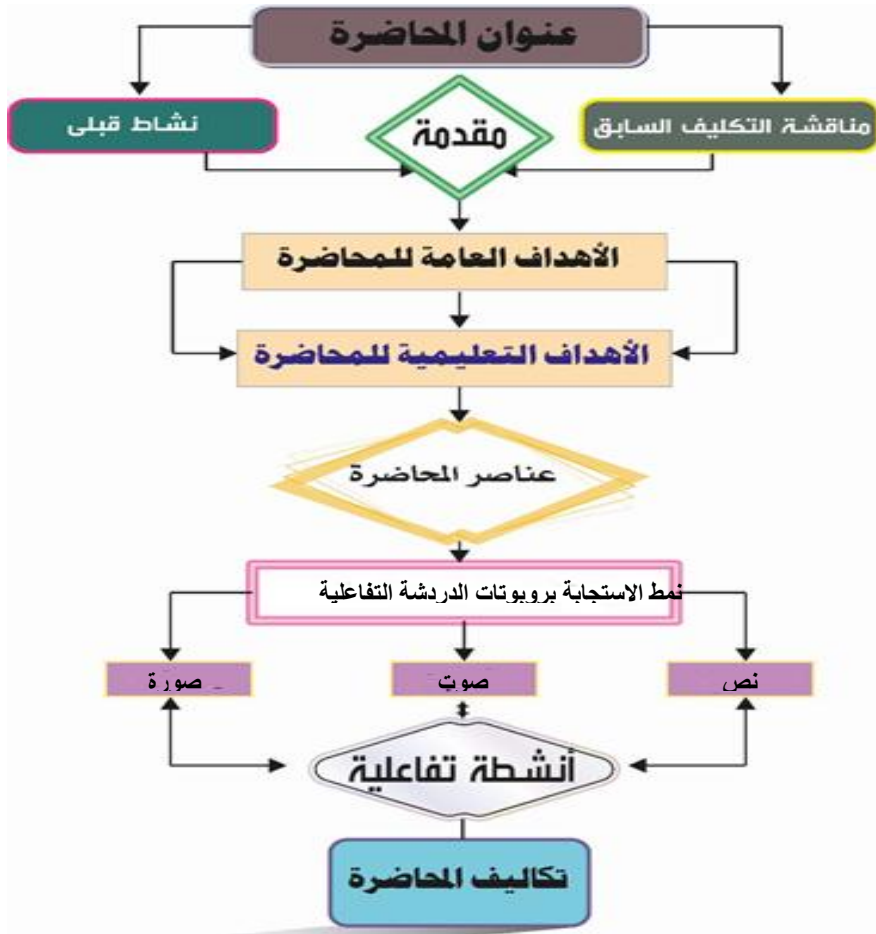 عنوان المحاضرة
مناقشة التكليف السابق
مقدمة
نشاط قبلى
الأهداف العامة للمحاضرة
الأهداف التعليمية للمحاضرة
عناصر المحاضرة
نمط الاستجابة بروبوتات الدردشة التفاعلية
نص
صوت
صورة
أنشطة تفاعلية
تكاليف المحاضرة